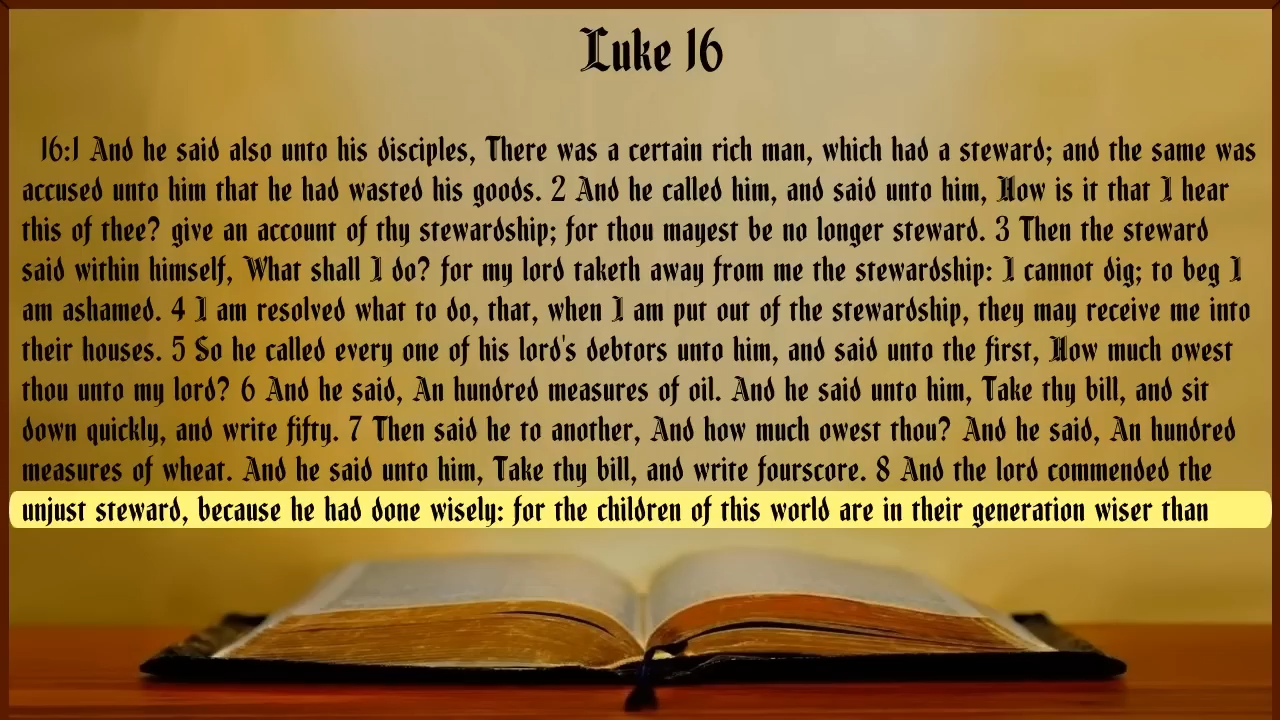 Luke 16
16:1 And he said also unto his disciples, There was a certain rich man, which had a steward; and the same was
accused unto him that he had wasted his goods. 2 And he called him, and said unto him, How is it that I hear
this of thee? give an account of thy stewardship; for thou mayest be no longer steward. 3 Then the steward
said within himself, What shall I do? for my lord taketh away from me the stewardship: I cannot dig; to beg I
am ashamed. 4 I am resolved what to do, that, when I am put out of the stewardship, they may receive me into
their houses. 5 So he called every one of his lord's debtors unto him, and said unto the first, How much owest
thou unto my lord? 6 And he said, An hundred measures of oil. And he said unto him, Take thy bill, and sit
down quickly, and write fifty. 7 Then said he to another, And how much owest thou? And he said, An hundred
measures of wheat. And he said unto him, Take thy bill, and write fourscore. 8 And the lord commended the
unjust steward, because he had done wisely: for the children of this world are in their generation wiser than